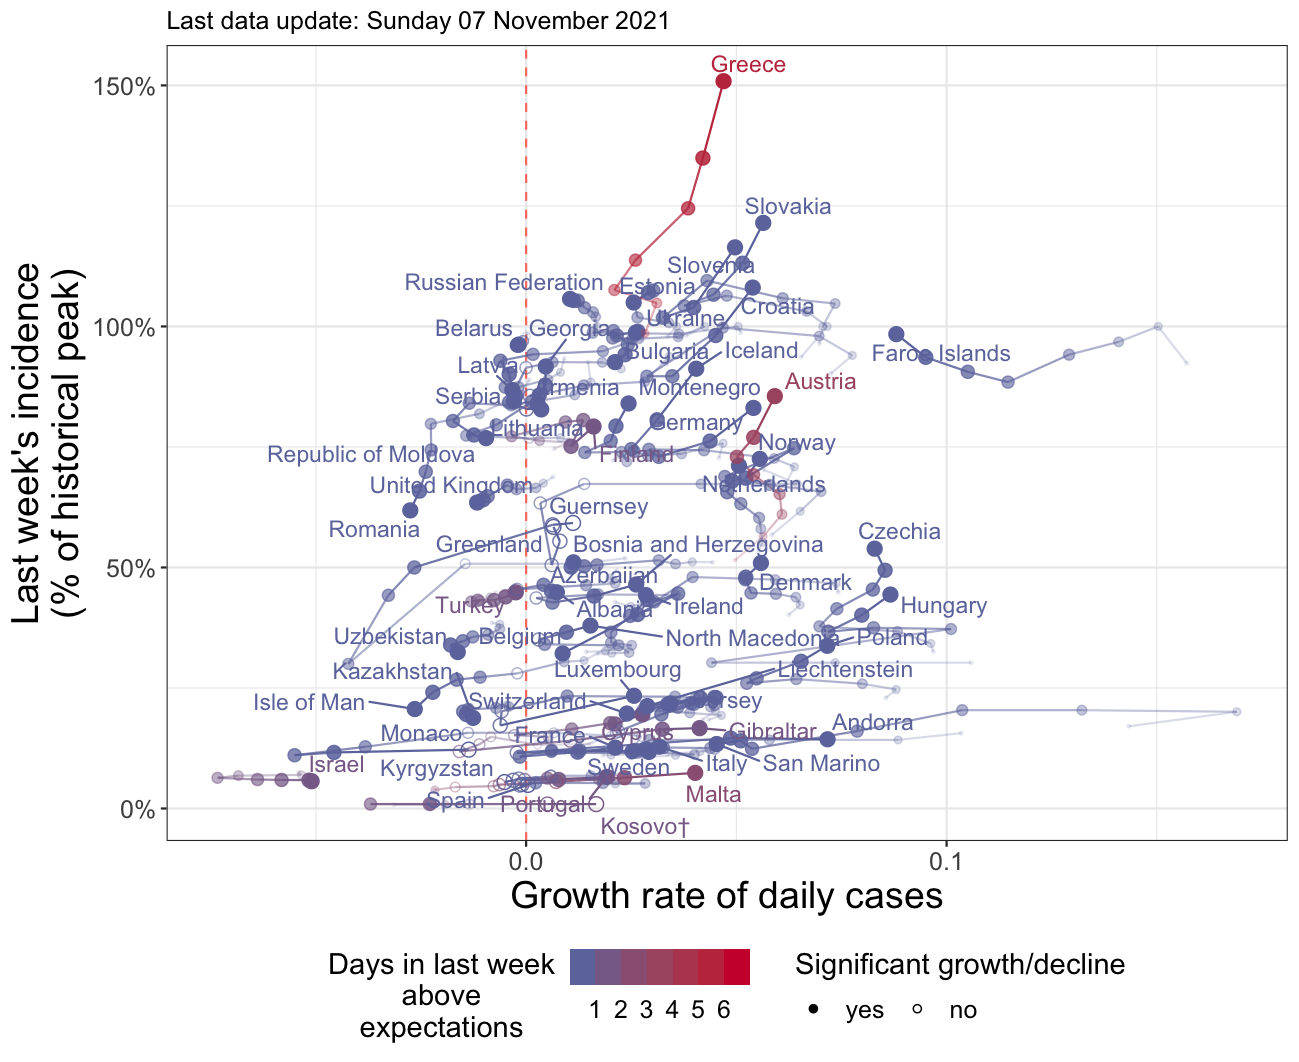 Last data update: Sunday 07 November 2021
Last week's incidence
(% of historical peak)
150%
100%
50%
0%
Greece
Slovakia
Slovenia
Russian Federation
Estonia
Croatia
Ukraine
Belarus
Georgia
Bulgaria
Iceland
Faroe Islands
Latvia
Austria
Serbia
Armenia
Montenegro
Germany
Lithuania
Norway
Republic of Moldova
Finland
United Kingdom
Netherlands
Guernsey
Romania
Czechia
Greenland
Bosnia and Herzegovina
Azerbaijan
Denmark
Turkey
Albania
Ireland
Hungary
Uzbekistan
Belgium
North Macedonia
Poland
Kazakhstan
Luxembourg
Liechtenstein
Isle of Man
Switzerland
Jersey
Andorra
Monaco
France
Cyprus
Gibraltar
Israel
Kyrgyzstan
Sweden
Italy
San Marino
Spain
Portugal
Malta
Kosovo†
0.0
0.1
Growth rate of daily cases
Days in last week
above
expectations
1 2 3 4 5 6
Significant growth/decline
yes
no